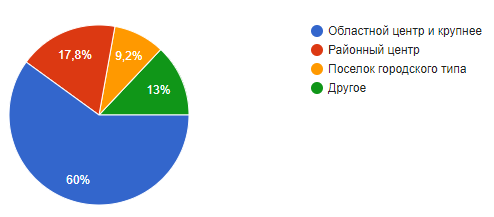 17,8%
9,2%
13%
60%
Областной центр и крупнее
Районный центр
Поселок городского типа
Другое